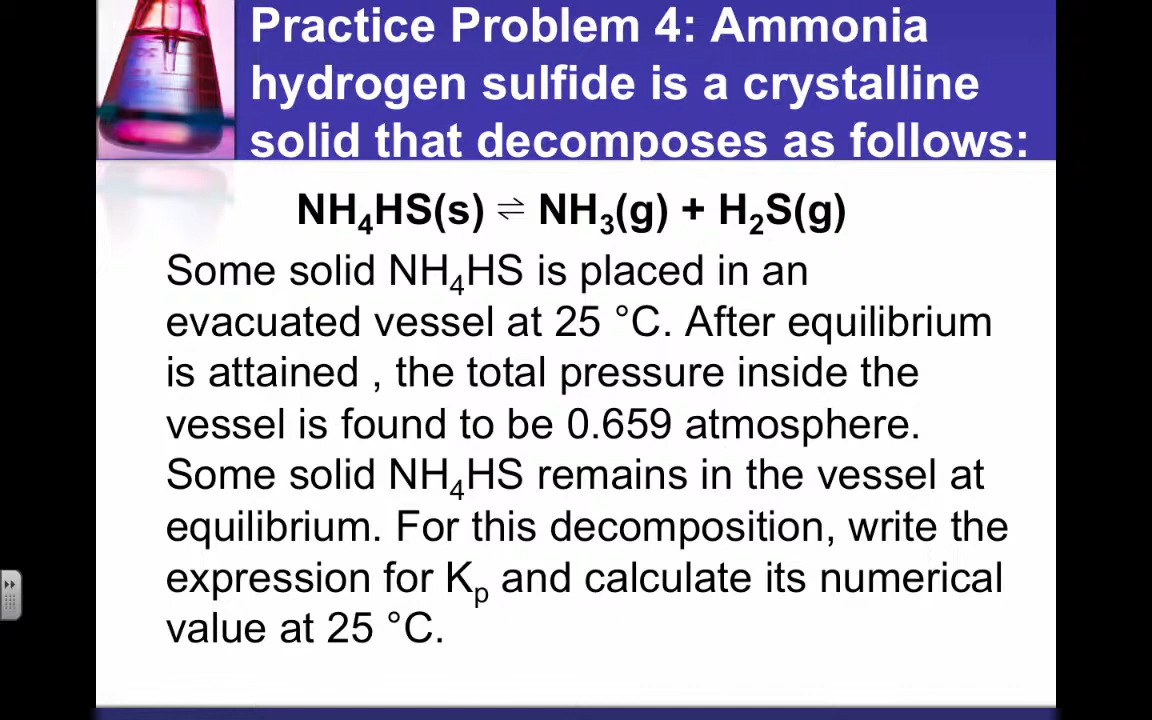 Practice Problem 4: Ammonia
hydrogen sulfide is a crystalline
solid that decomposes as follows:
NH₄HS(s) ⇌ NH₃(g) + H₂S(g)
Some solid NH₄HS is placed in an
evacuated vessel at 25 °C. After equilibrium
is attained , the total pressure inside the
vessel is found to be 0.659 atmosphere.
Some solid NH₄HS remains in the vessel at
equilibrium. For this decomposition, write the
expression for Kₚ and calculate its numerical
value at 25 °C.